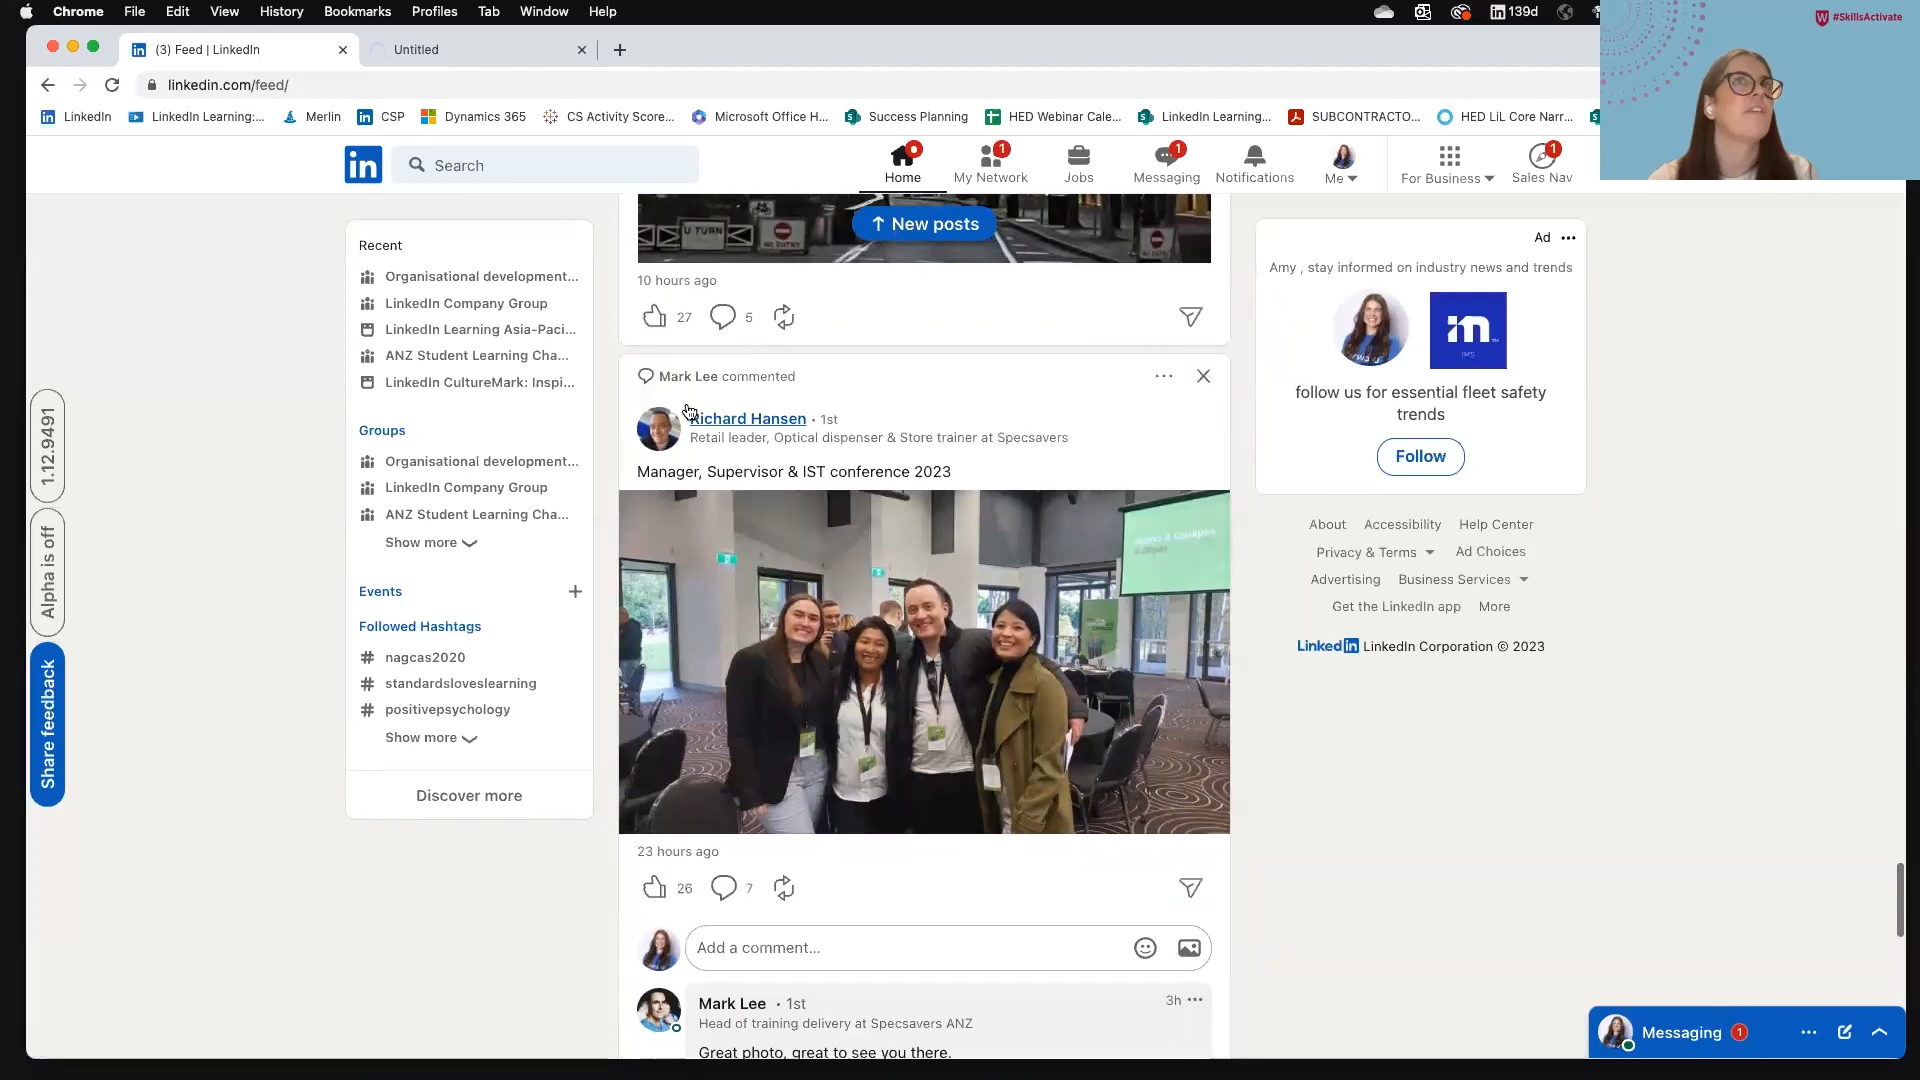 Chrome File Edit View History Bookmarks Profiles Tab Window Help
139d
#SkillsActivate
(3) Feed | LinkedIn
Untitled
linkedin.com/feed/
LinkedIn LinkedIn Learning:... Merlin CSP Dynamics 365 CS Activity Score... Microsoft Office H... Success Planning HED Webinar Cale... LinkedIn Learning... SUBCONTRACTO... HED LiL Core Narr...
in Search
Home My Network Jobs Messaging Notifications Me For Business Sales Nav
1 1 1
Recent
Organisational development...
LinkedIn Company Group
LinkedIn Learning Asia-Paci...
ANZ Student Learning Cha...
LinkedIn CultureMark: Inspi...
Groups
Organisational development...
LinkedIn Company Group
ANZ Student Learning Cha...
Show more
Events
Followed Hashtags
# nagcas2020
# standardsloveslearning
# positivepsychology
Show more
Discover more
1.12.9491
Alpha is off
Share feedback
U TURN
NO ENTRY
New posts
10 hours ago
27 5
Mark Lee commented
Richard Hansen • 1st
Retail leader, Optical dispenser & Store trainer at Specsavers
Manager, Supervisor & IST conference 2023
23 hours ago
26 7
Add a comment...
Mark Lee • 1st
3h
Head of training delivery at Specsavers ANZ
Great photo, great to see you there.
Ad
Amy , stay informed on industry news and trends
IMS
follow us for essential fleet safety
trends
Follow
About Accessibility Help Center
Privacy & Terms Ad Choices
Advertising Business Services
Get the LinkedIn app More
LinkedIn LinkedIn Corporation © 2023
Messaging 1